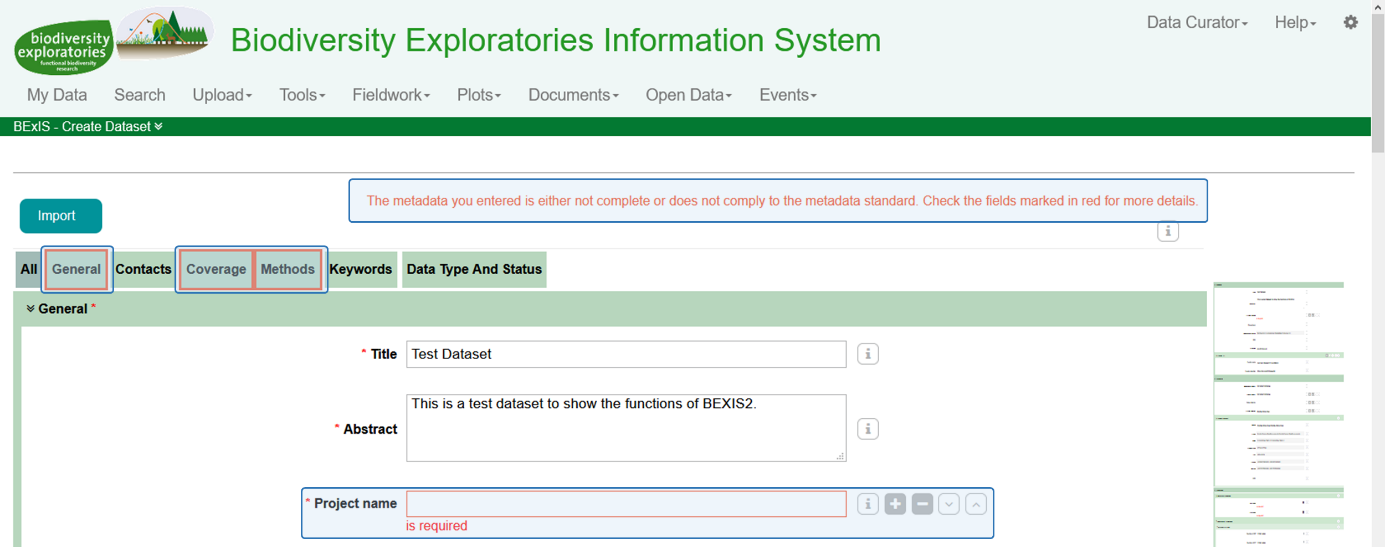 biodiversity
exploratories
functional biodiversity
research
Biodiversity Exploratories Information System
Data Curator
Help
My Data
Search
Upload
Tools
Fieldwork
Plots
Documents
Open Data
Events
BExIS - Create Dataset
Import
The metadata you entered is either not complete or does not comply to the metadata standard. Check the fields marked in red for more details.
i
All
General
Contacts
Coverage
Methods
Keywords
Data Type And Status
General *
* Title
Test Dataset
i
* Abstract
This is a test dataset to show the functions of BEXIS2.
i
* Project name
i
is required